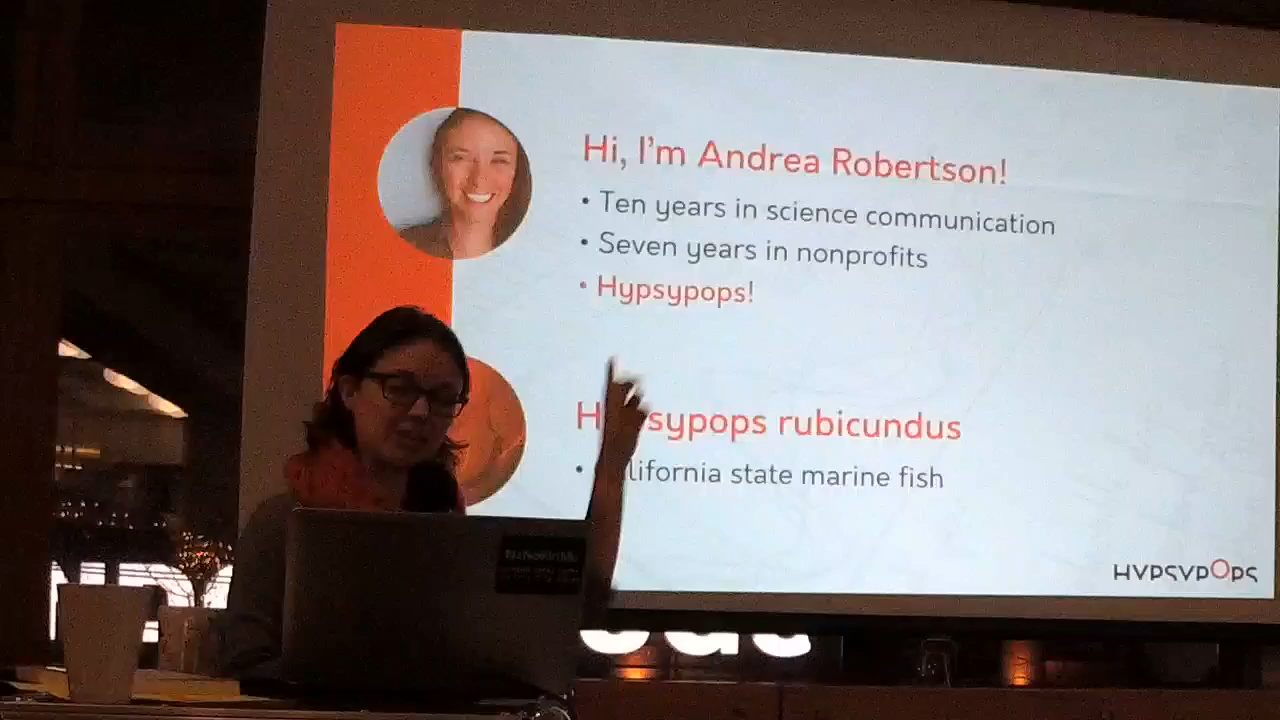 Hi, I'm Andrea Robertson!
• Ten years in science communication
• Seven years in nonprofits
• Hypsypops!
H sypops rubicundus
• lifornia state marine fish
HYPSYPOPS